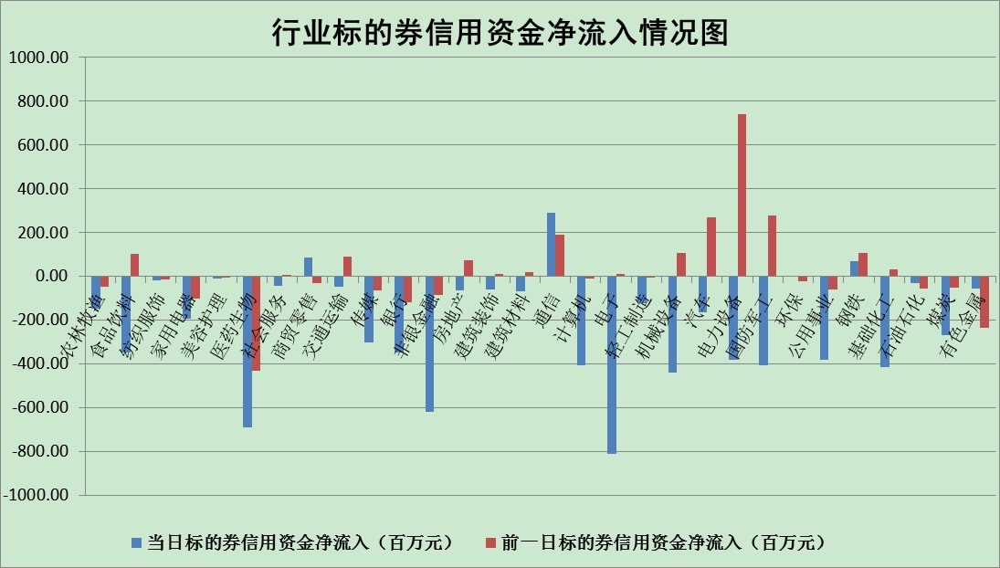 行业标的券信用资金净流入情况图
1000.00
800.00
600.00
400.00
200.00
0.00
-200.00
-400.00
-600.00
-800.00
-1000.00
农林牧渔
食品饮料
纺织服饰
家用电器
美容护理
医药生物
社会服务
商贸零售
交通运输
传媒
银行
非银金融
房地产
建筑装饰
建筑材料
通信
计算机
电子
轻工制造
机械设备
汽车
电力设备
国防军工
环保
公用事业
钢铁
基础化工
石油石化
煤炭
有色金属
当日标的券信用资金净流入（百万元）
前一日标的券信用资金净流入（百万元）